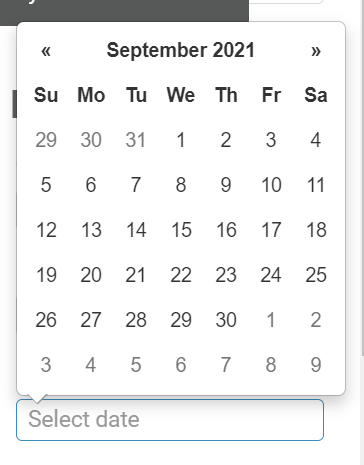 « September 2021 »
Su Mo Tu We Th Fr Sa
29 30 31 1 2 3 4
5 6 7 8 9 10 11
12 13 14 15 16 17 18
19 20 21 22 23 24 25
26 27 28 29 30 1 2
3 4 5 6 7 8 9
Select date